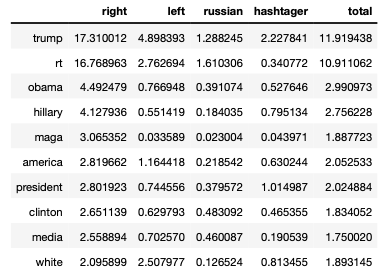 right left russian hashtager total
trump 17.310012 4.898393 1.288245 2.227841 11.919438
rt 16.768963 2.762694 1.610306 0.340772 10.911062
obama 4.492479 0.766948 0.391074 0.527646 2.990973
hillary 4.127936 0.551419 0.184035 0.795134 2.756228
maga 3.065352 0.033589 0.023004 0.043971 1.887723
america 2.819662 1.164418 0.218542 0.630244 2.052533
president 2.801923 0.744556 0.379572 1.014987 2.024884
clinton 2.651139 0.629793 0.483092 0.465355 1.834052
media 2.558894 0.702570 0.460087 0.190539 1.750020
white 2.095899 2.507977 0.126524 0.813455 1.893145